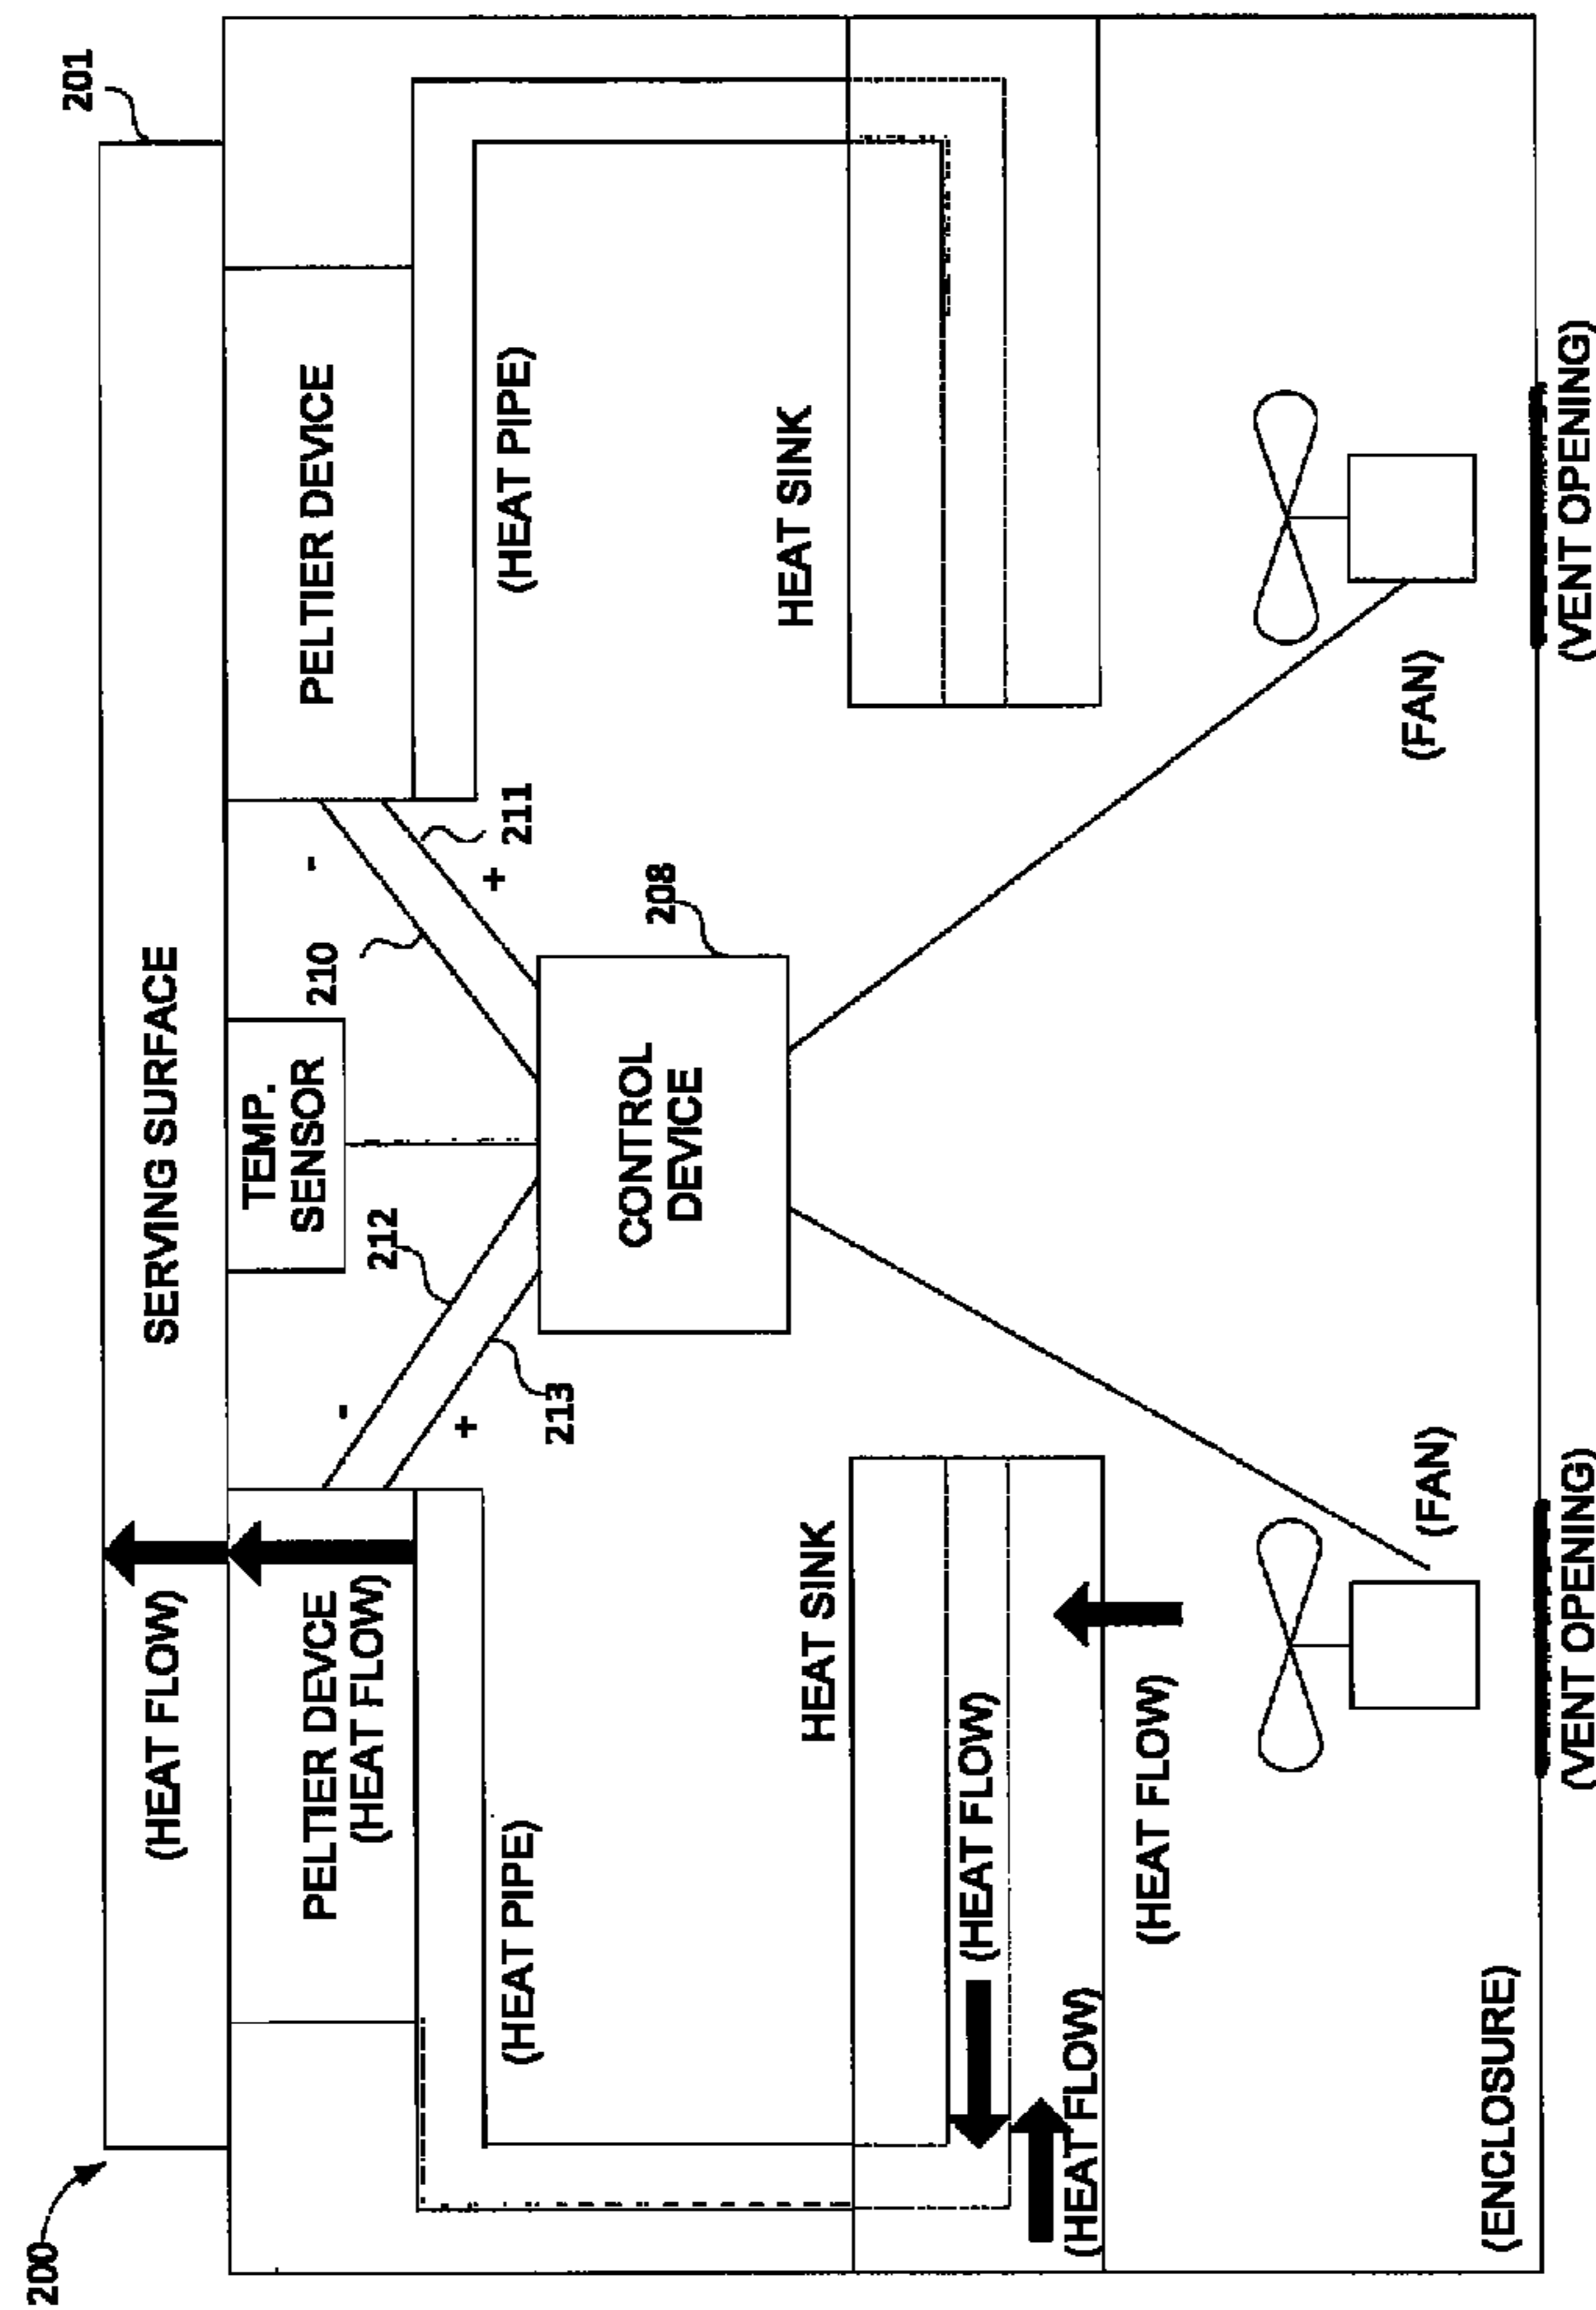 200
201
SERVING SURFACE
(HEAT FLOW)
PELTIER DEVCE
(HEAT FLOW)
TEMP.
SENSOR
PELTIER DEVICE
-
+
212
213
-
+
210
211
(HEAT PIPE)
(HEAT PIPE)
CONTROL
DEVICE
208
HEAT SINK
HEAT SINK
(HEAT FLOW)
(HEAT FLOW)
(HEAT FLOW)
(FAN)
(FAN)
(ENCLOSURE)
(VENT OPENING)
(VENT OPENING)